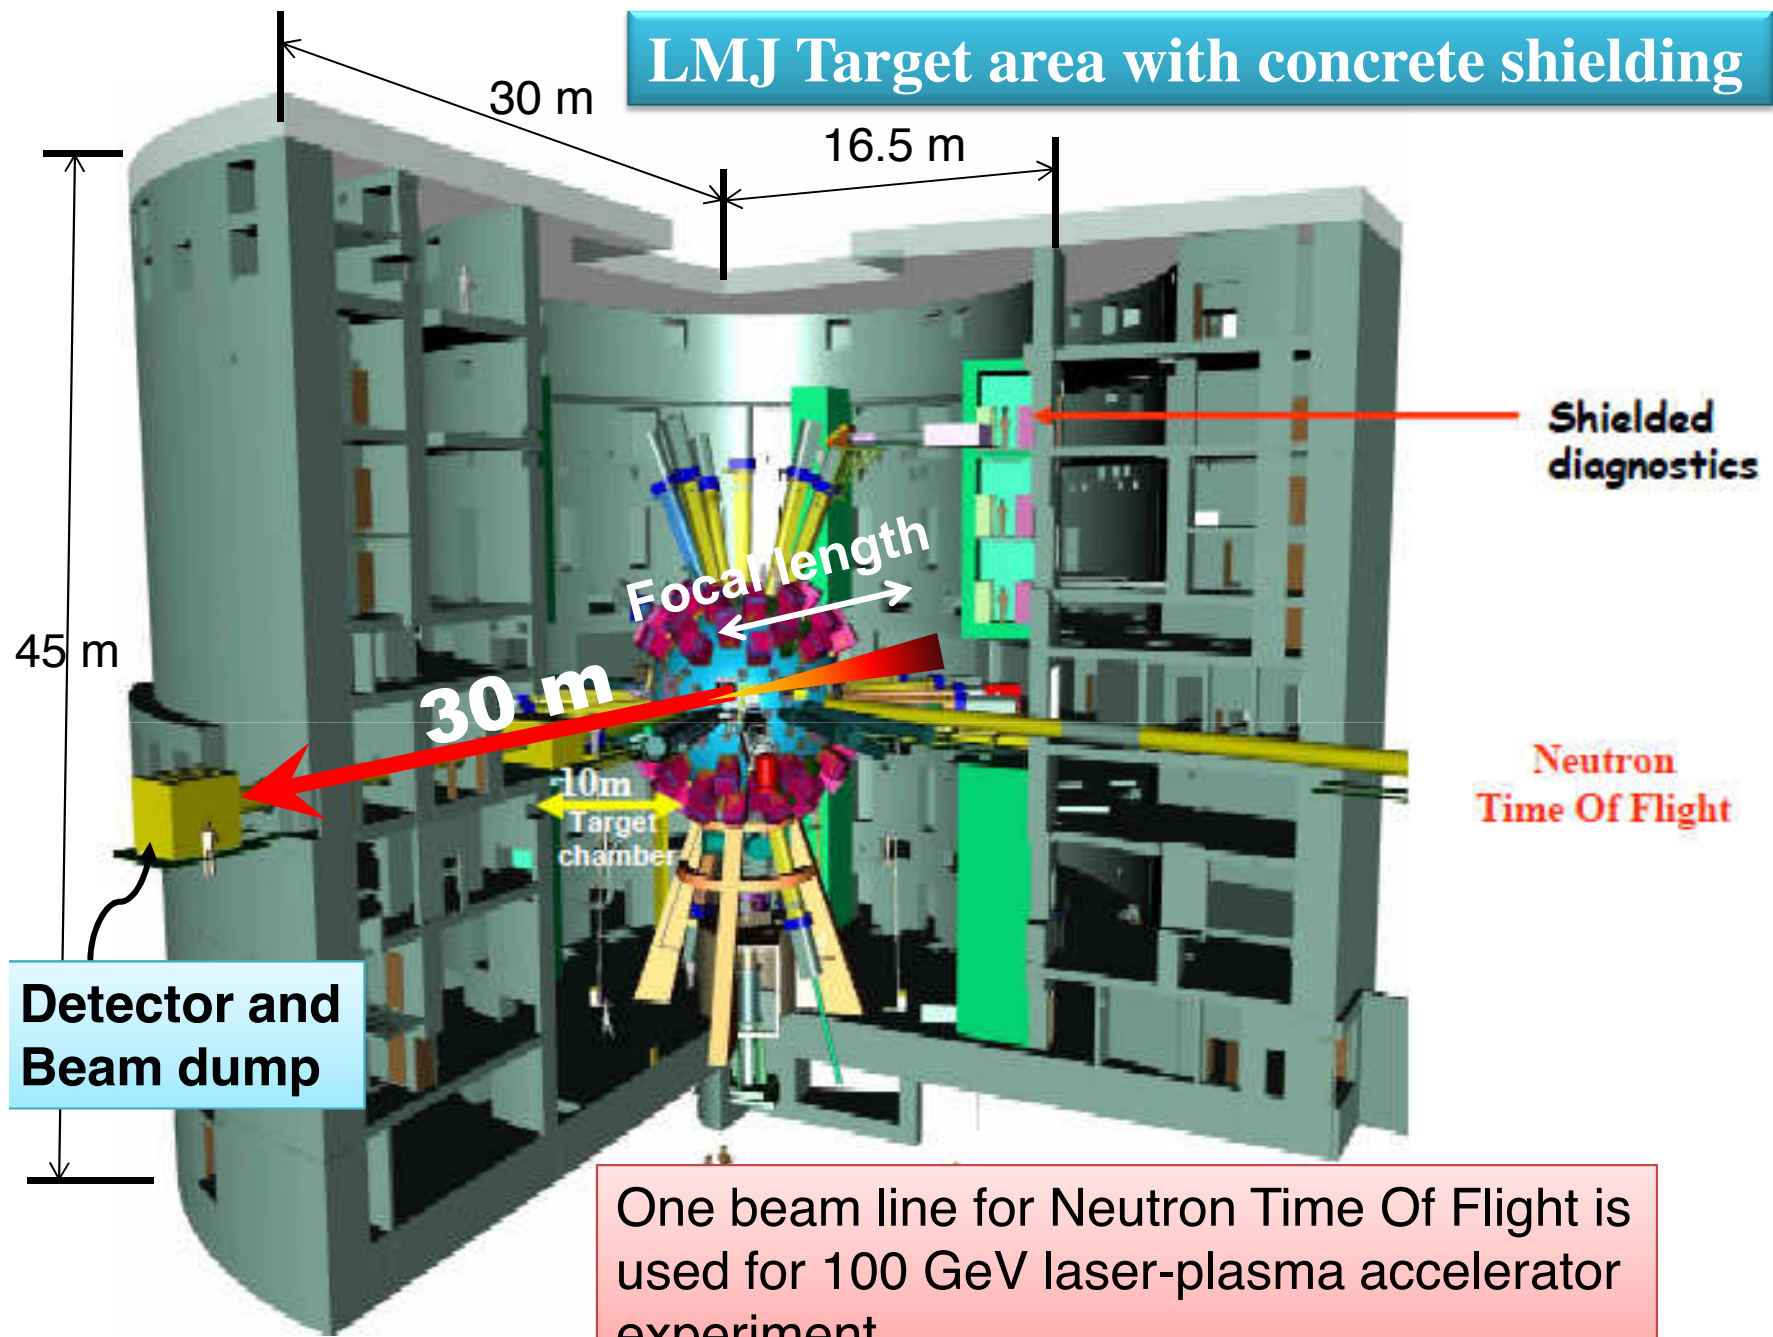 LMJ Target area with concrete shielding
30 m
16.5 m
Shielded
diagnostics
Focal length
45 m
30 m
10m
Target
chamber
Neutron
Time Of Flight
Detector and
Beam dump
One beam line for Neutron Time Of Flight is
used for 100 GeV laser-plasma accelerator
experiment